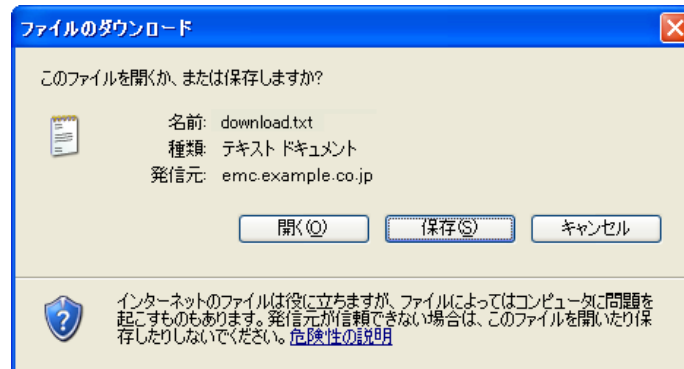 ファイルのダウンロード
このファイルを開くか、または保存しますか?
名前: download.txt
種類: テキスト ドキュメント
発信元: emc.example.co.jp
開く(O) 保存(S) キャンセル
インターネットのファイルは役に立ちますが、ファイルによってはコンピュータに問題を
起こすものもあります。発信元が信頼できない場合は、このファイルを開いたり保
存したりしないでください。危険性の説明